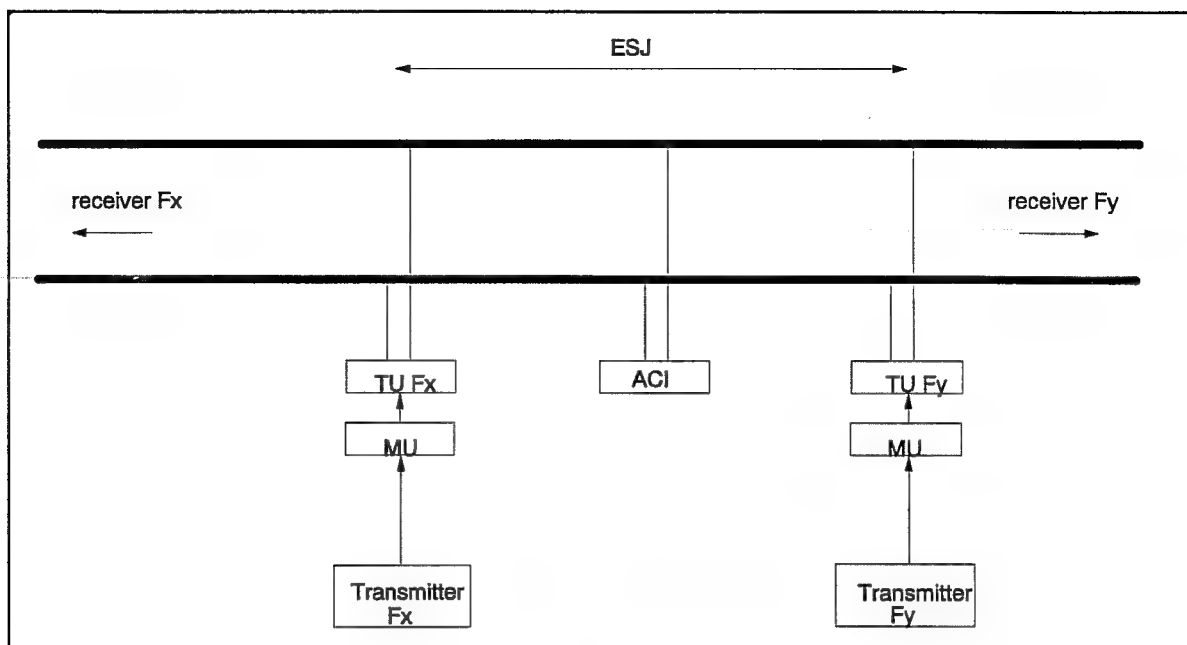 ESJ
receiver Fx
receiver Fy
TU Fx
ACI
TU Fy
MU
MU
Transmitter
Fx
Transmitter
Fy